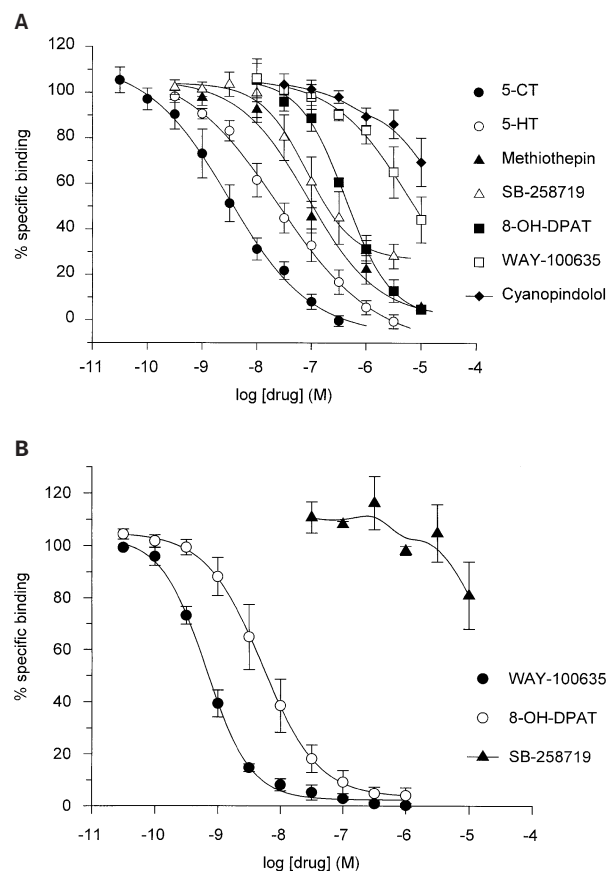 A
120
100
80
60
40
20
0
% specific binding
-11 -10 -9 -8 -7 -6 -5 -4
log [drug] (M)
5-CT
5-HT
Methiothepin
SB-258719
8-OH-DPAT
WAY-100635
Cyanopindolol
B
120
100
80
60
40
20
0
% specific binding
-11 -10 -9 -8 -7 -6 -5 -4
log [drug] (M)
WAY-100635
8-OH-DPAT
SB-258719